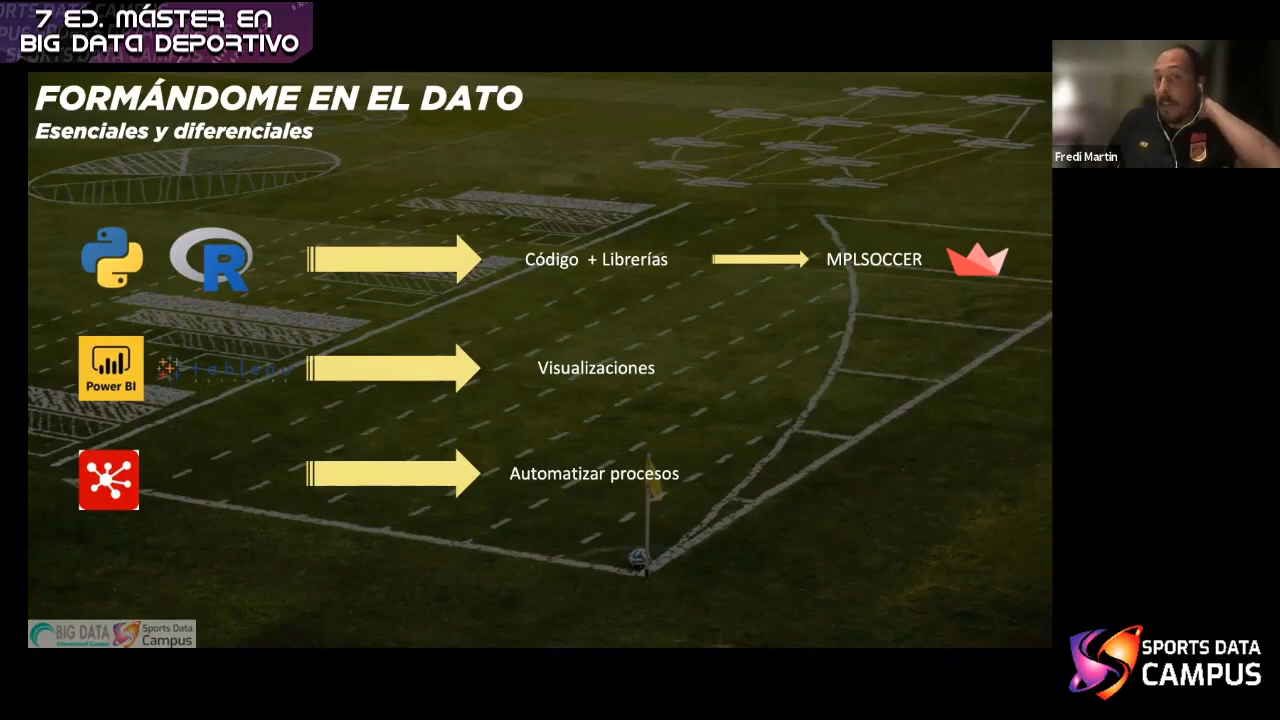 7 ED. MÁSTER EN
BIG DATA DEPORTIVO
FORMÁNDOME EN EL DATO
Esenciales y diferenciales
Fredi Martin
R
Código + Librerías
MPLSOCCER
Power BI
tableau
Visualizaciones
Automatizar procesos
BIG DATA
Sports Data
Campus
SPORTS DATA
CAMPUS